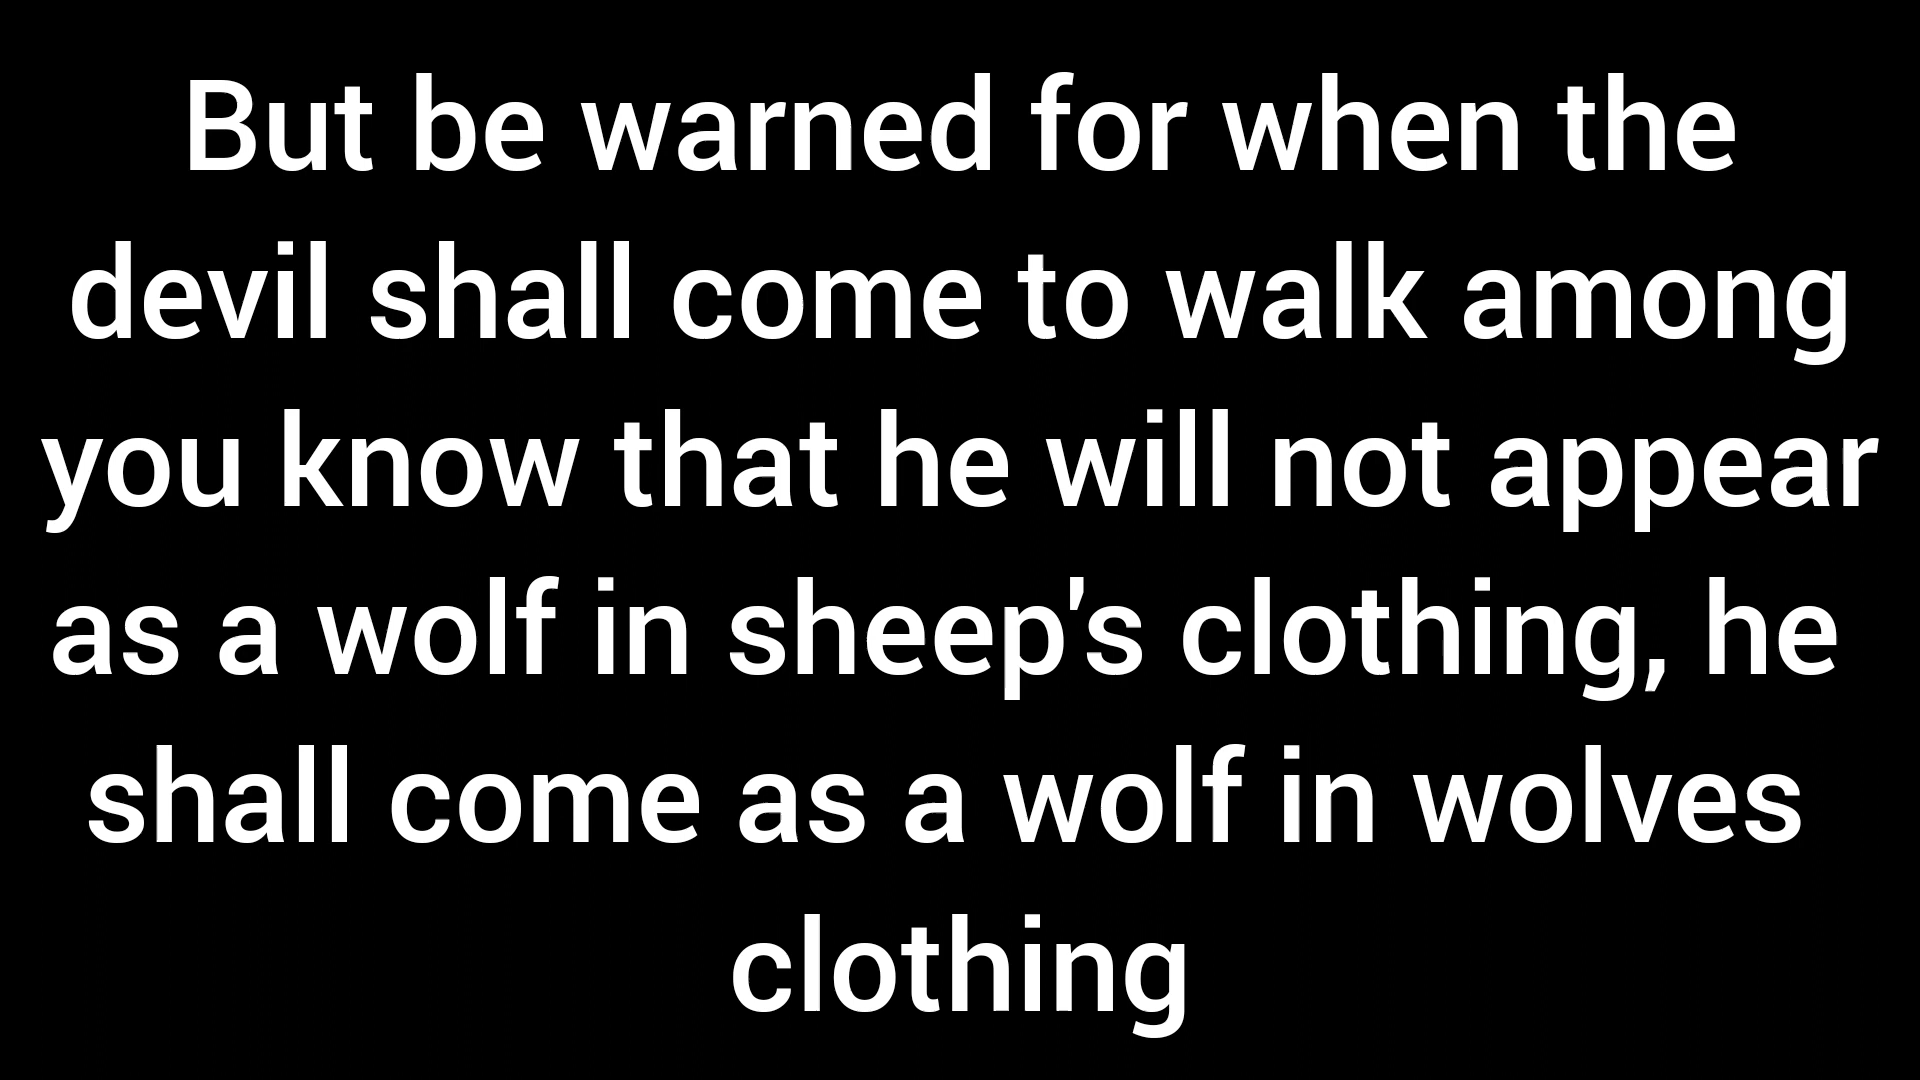 But be warned for when the
devil shall come to walk among
you know that he will not appear
as a wolf in sheep's clothing, he
shall come as a wolf in wolves
clothing